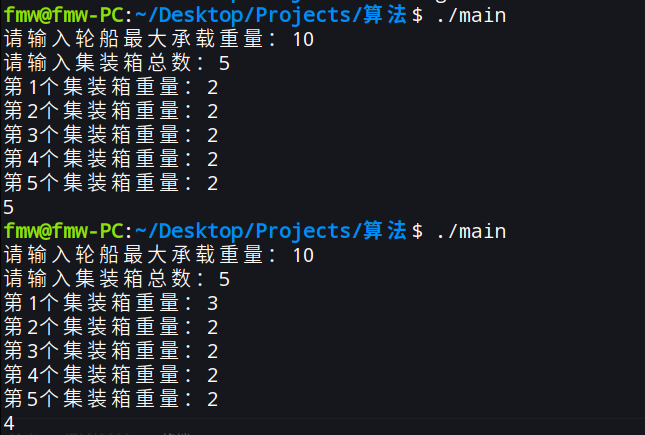 fmw@fmw-PC:~/Desktop/Projects/算法$ ./main
请输入轮船最大承载重量：10
请输入集装箱总数：5
第1个集装箱重量：2
第2个集装箱重量：2
第3个集装箱重量：2
第4个集装箱重量：2
第5个集装箱重量：2
5
fmw@fmw-PC:~/Desktop/Projects/算法$ ./main
请输入轮船最大承载重量：10
请输入集装箱总数：5
第1个集装箱重量：3
第2个集装箱重量：2
第3个集装箱重量：2
第4个集装箱重量：2
第5个集装箱重量：2
4